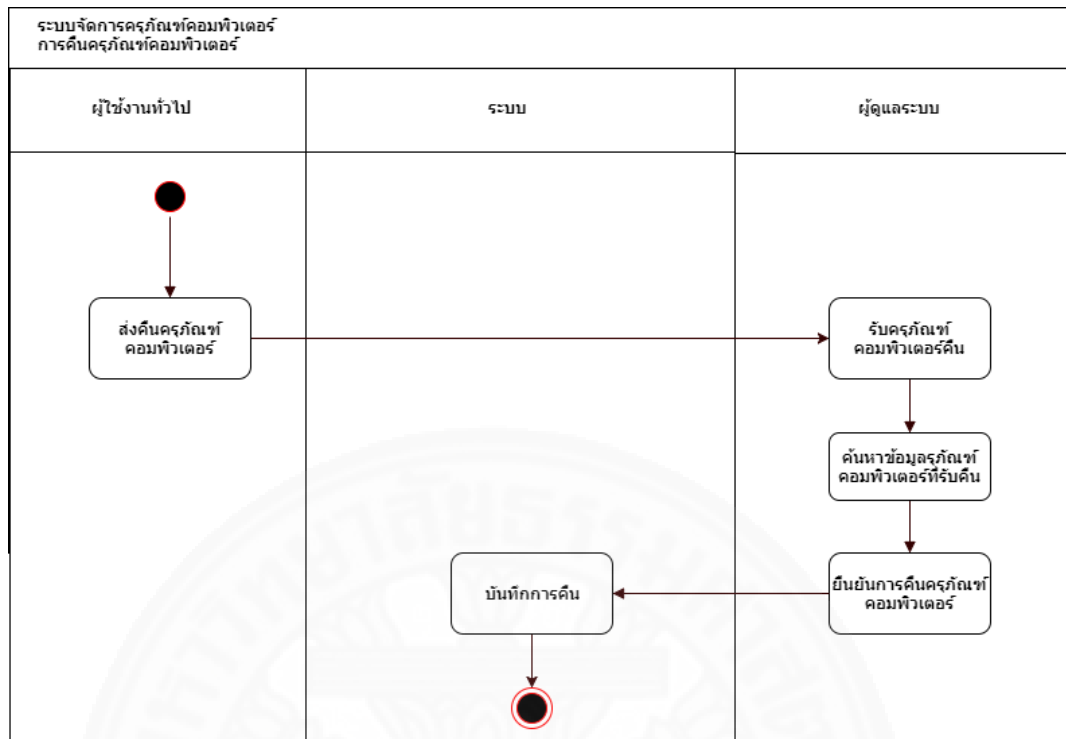 ระบบจัดการครุภัณฑ์คอมพิวเตอร์
การคืนครุภัณฑ์คอมพิวเตอร์
ผู้ใช้งานทั่วไป
ระบบ
ผู้ดูแลระบบ
ส่งคืนครุภัณฑ์
คอมพิวเตอร์
รับครุภัณฑ์
คอมพิวเตอร์คืน
ค้นหาข้อมูลรุภัณฑ์
คอมพิวเตอร์ที่รับคืน
บันทึกการคืน
ยืนยันการคืนครุภัณฑ์
คอมพิวเตอร์